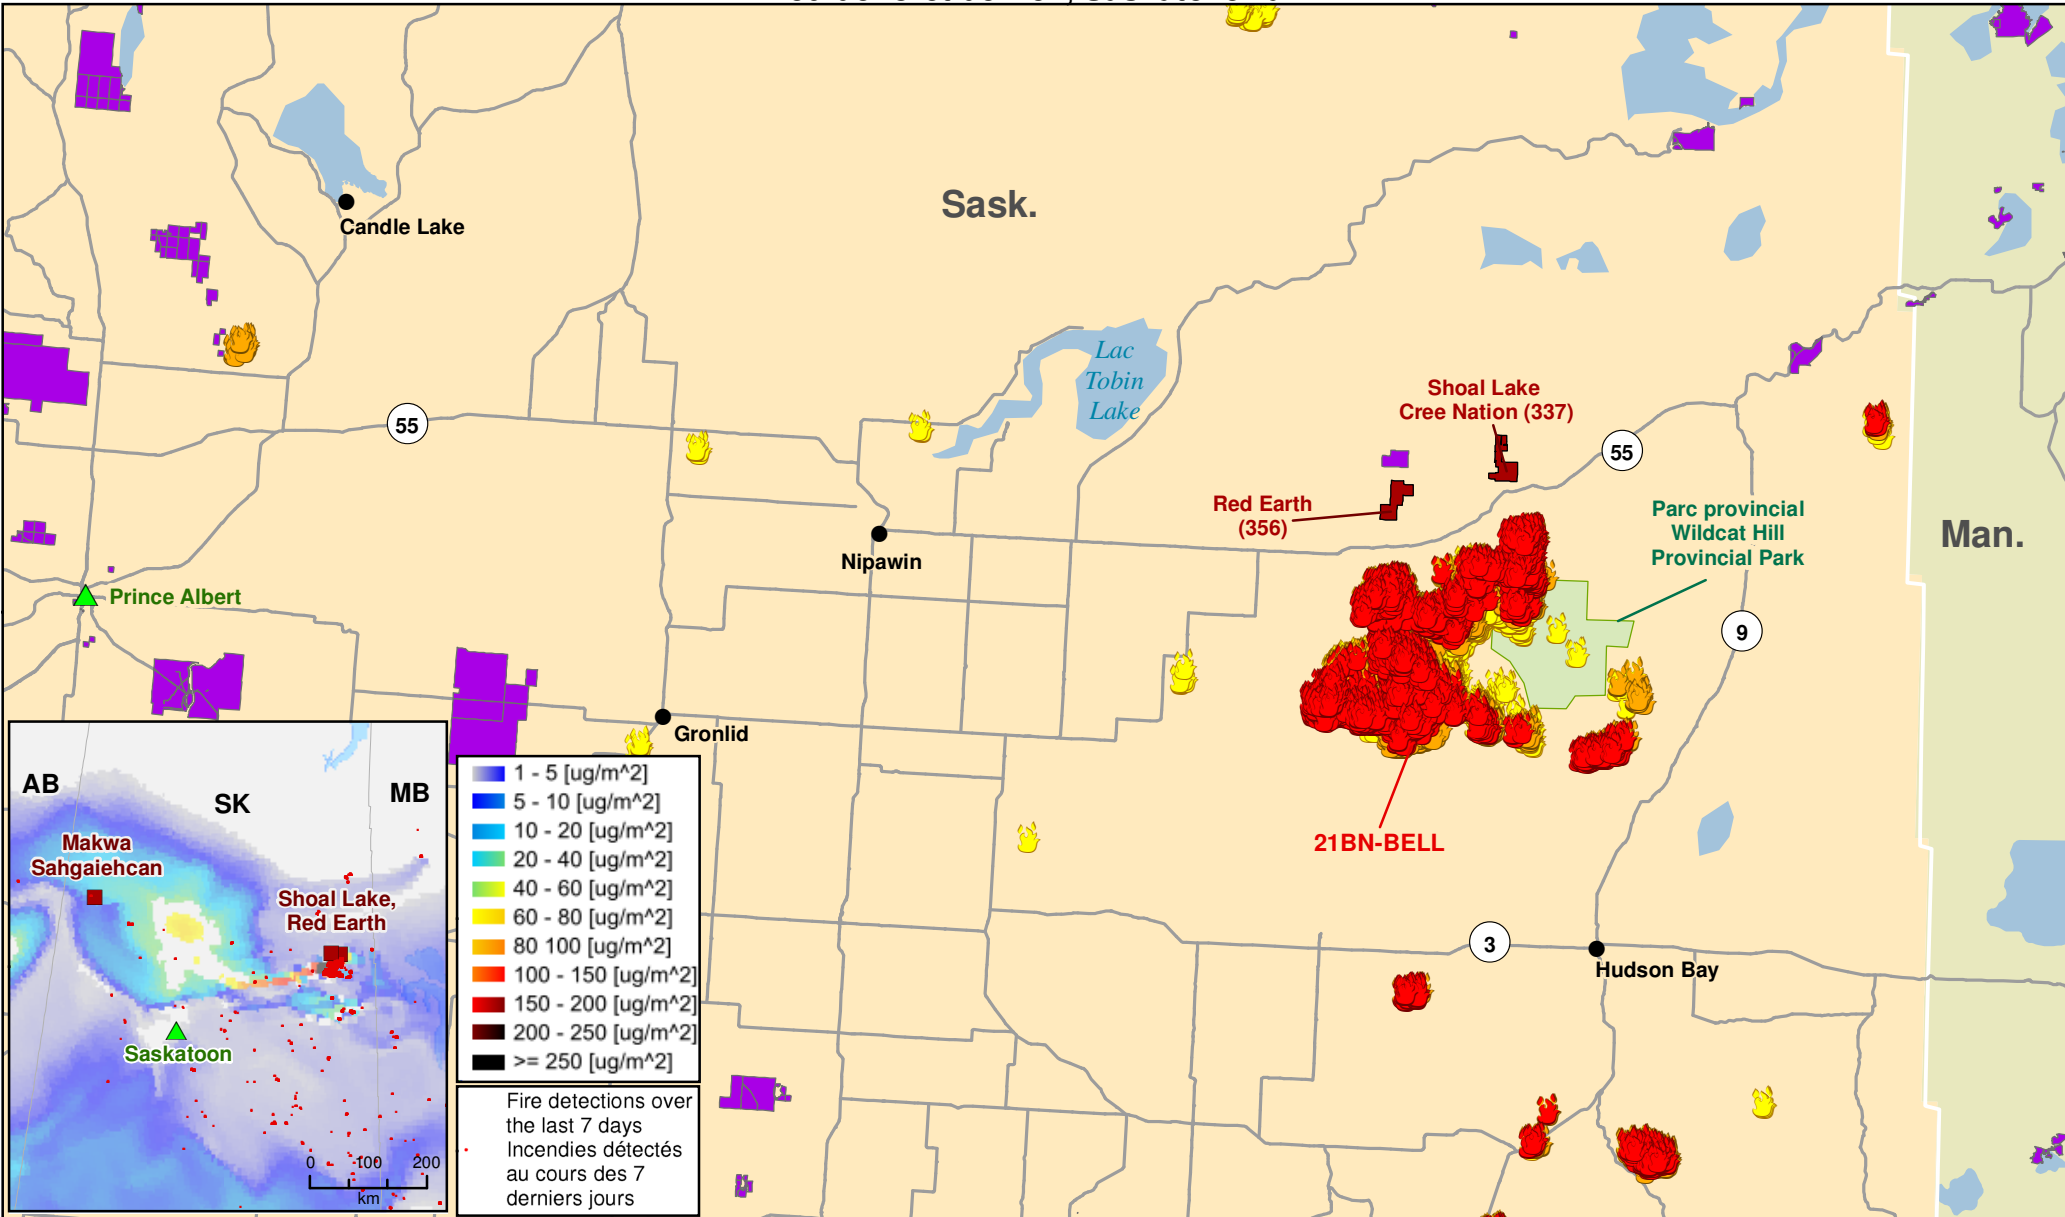 Candle Lake
Sask.
Lac
Tobin
Lake
Shoal Lake
Cree Nation (337)
55
55
Red Earth
(356)
Parc provincial
Wildcat Hill
Provincial Park
Man.
Nipawin
Prince Albert
9
Gronlid
21BN-BELL
3
Hudson Bay
AB
SK
MB
Makwa
Sahgaiehcan
Shoal Lake,
Red Earth
Saskatoon
0 100 200
km
1 - 5 [ug/m^2]
5 - 10 [ug/m^2]
10 - 20 [ug/m^2]
20 - 40 [ug/m^2]
40 - 60 [ug/m^2]
60 - 80 [ug/m^2]
80 100 [ug/m^2]
100 - 150 [ug/m^2]
150 - 200 [ug/m^2]
200 - 250 [ug/m^2]
>= 250 [ug/m^2]
Fire detections over
the last 7 days
Incendies détectés
au cours des 7
derniers jours